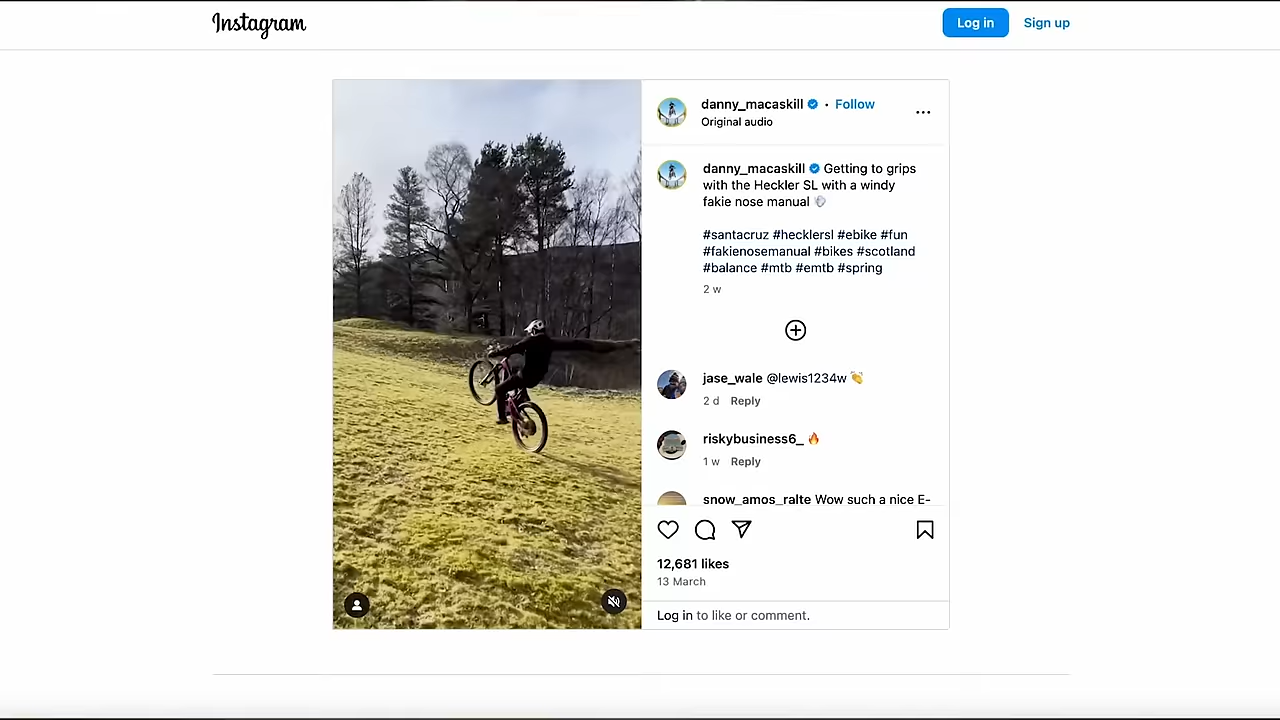 Instagram
Log in
Sign up
danny_macaskill • Follow
Original audio
danny_macaskill Getting to grips
with the Heckler SL with a windy
fakie nose manual 💨
#santacruz #hecklersl #ebike #fun
#fakienosemanual #bikes #scotland
#balance #mtb #emtb #spring
2 w
jase_wale @lewis1234w 👏
2 d Reply
riskybusiness6_ 🔥
1 w Reply
snow_amos_ralte Wow such a nice E-
12,681 likes
13 March
Log in to like or comment.